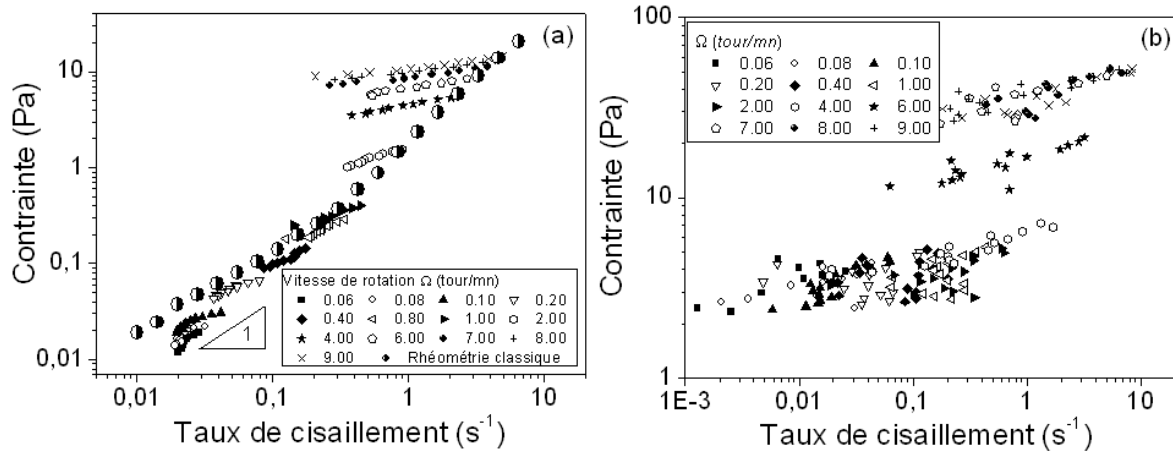 (a)
Contrainte (Pa)
10
1
0,1
0,01
0,01 0,1 1 10
Taux de cisaillement (s-1)
1
Vitesse de rotation Ω (tour/mn)
0.06 0.08 0.10 0.20
0.40 0.80 1.00 2.00
4.00 6.00 7.00 8.00
9.00 Rhéométrie classique
(b)
Contrainte (Pa)
100
10
1
1E-3 0,01 0,1 1 10
Taux de cisaillement (s-1)
Ω (tour/mn)
0.06 0.08 0.10
0.20 0.40 1.00
2.00 4.00 6.00
7.00 8.00 9.00